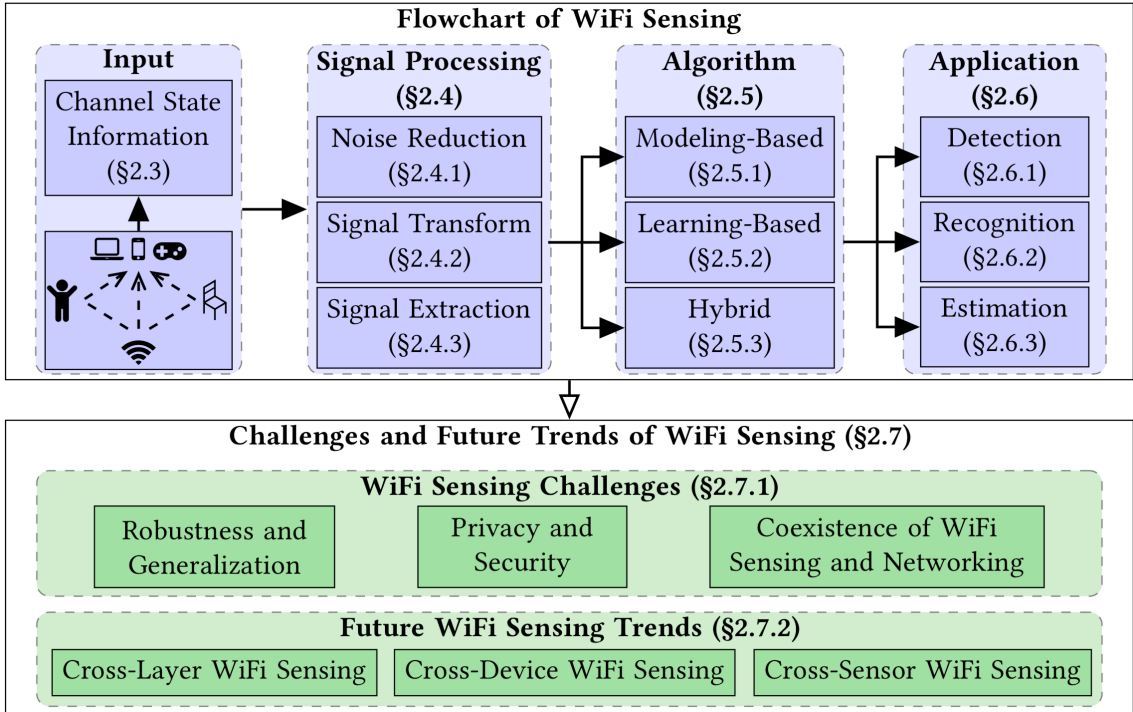 Flowchart of WiFi Sensing
Input
Channel State
Information
(§2.3)
Signal Processing
(§2.4)
Noise Reduction
(§2.4.1)
Signal Transform
(§2.4.2)
Signal Extraction
(§2.4.3)
Algorithm
(§2.5)
Modeling-Based
(§2.5.1)
Learning-Based
(§2.5.2)
Hybrid
(§2.5.3)
Application
(§2.6)
Detection
(§2.6.1)
Recognition
(§2.6.2)
Estimation
(§2.6.3)
Challenges and Future Trends of WiFi Sensing (§2.7)
WiFi Sensing Challenges (§2.7.1)
Robustness and
Generalization
Privacy and
Security
Coexistence of WiFi
Sensing and Networking
Future WiFi Sensing Trends (§2.7.2)
Cross-Layer WiFi Sensing
Cross-Device WiFi Sensing
Cross-Sensor WiFi Sensing